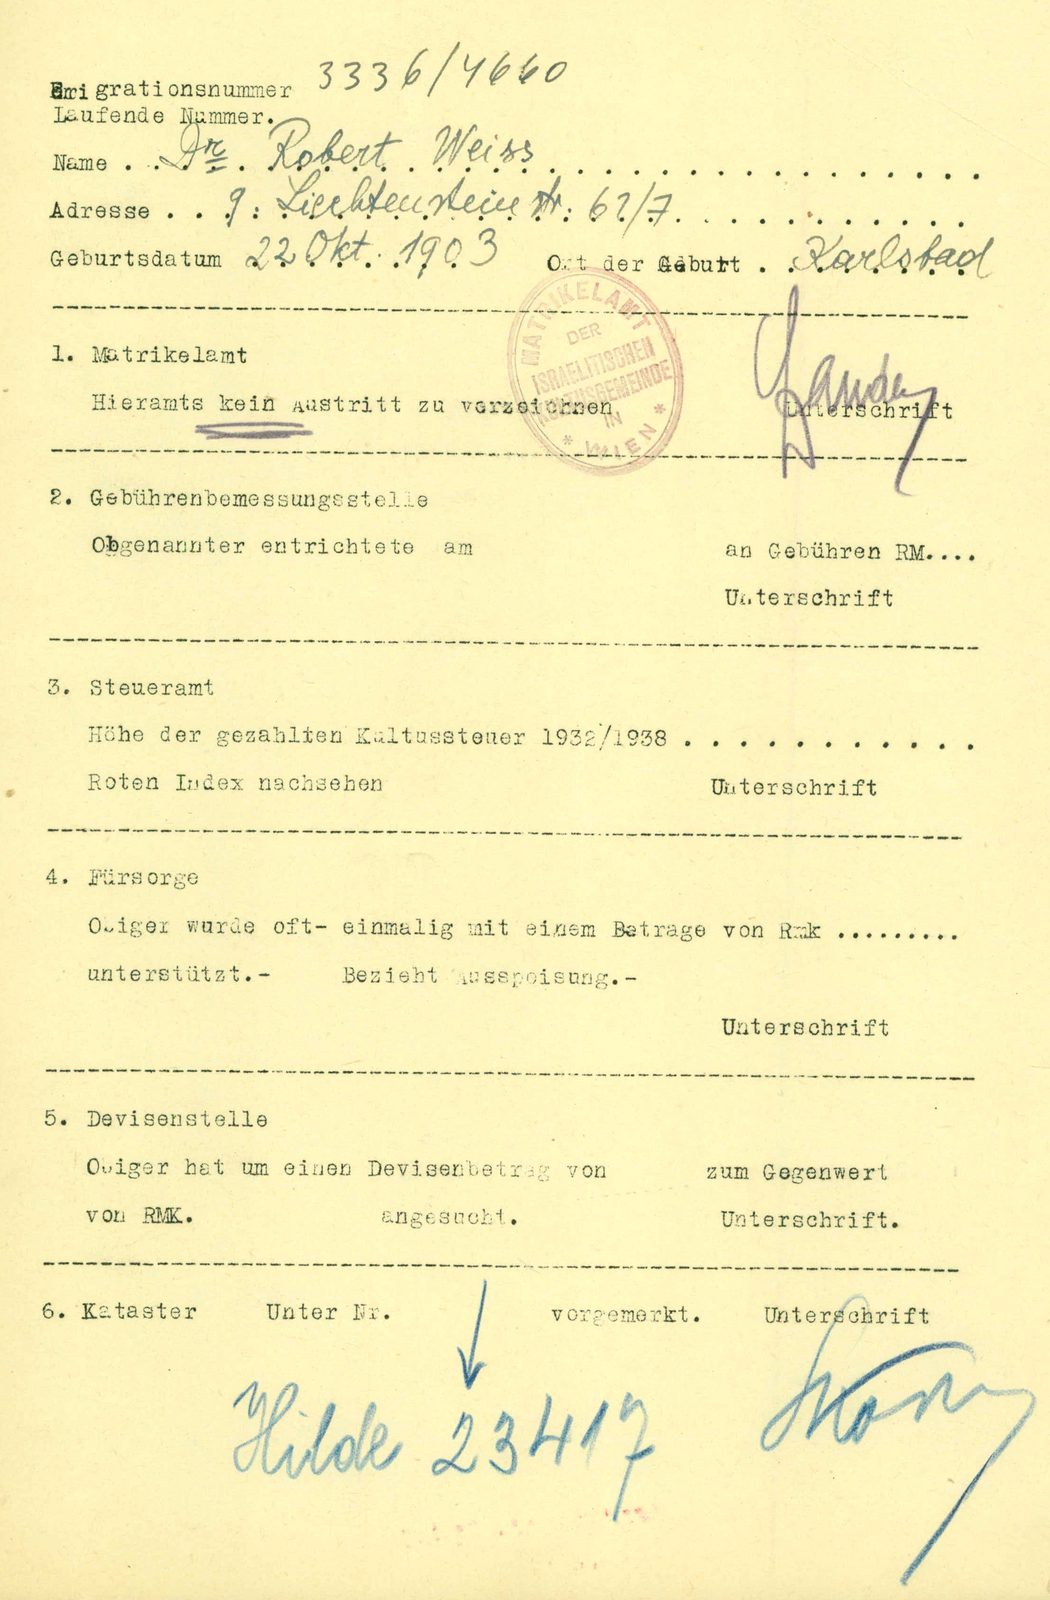 Emigrationsnummer 3336/4660
Laufende Nummer.
Name . . Dr. Robert Weiss
Adresse . . 9. Liechtensteinstr. 62/7
Geburtsdatum 22 Okt. 1903 Ort der Geburt . Karlsbad
MATRIKELAMT
DER
ISRAELITISCHEN
KULTUSGEMEINDE
IN
* WIEN *
1. Matrikelamt
Hieramts kein Austritt zu verzeichnen Unterschrift
2. Gebührenbemessungsstelle
Obgenannter entrichtete am an Gebühren RM....
Unterschrift
3. Steueramt
Höhe der gezahlten Kultussteuer 1932/1938 . . . . . . . . . . .
Roten Index nachsehen Unterschrift
4. Fürsorge
Obiger wurde oft- einmalig mit einem Betrage von Rmk .........
unterstützt.- Bezieht Ausspeisung.-
Unterschrift
5. Devisenstelle
Obiger hat um einen Devisenbetrag von zum Gegenwert
von RMK. angesucht. Unterschrift.
6. Kataster Unter Nr. vorgemerkt. Unterschrift
Hilde 23417